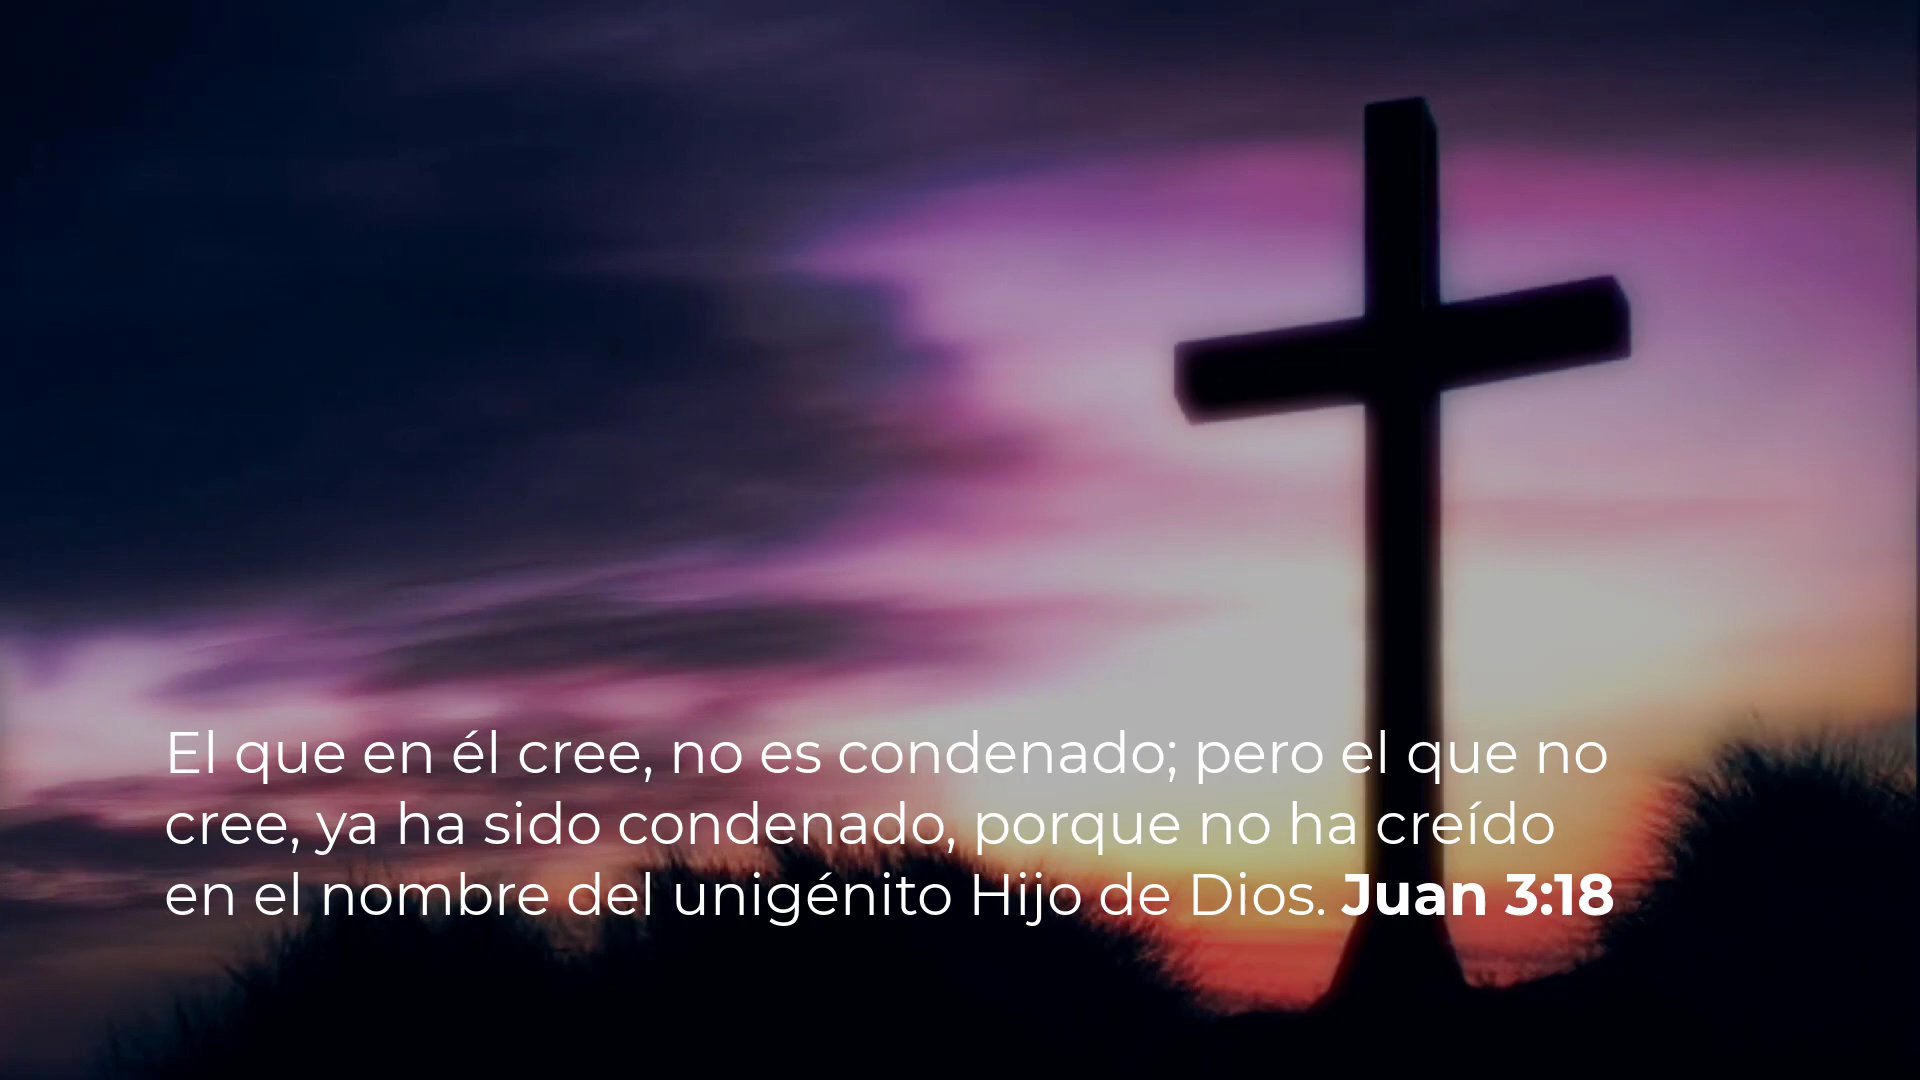 El que en él cree, no es condenado; pero el que no
cree, ya ha sido condenado, porque no ha creído
en el nombre del unigénito Hijo de Dios. Juan 3:18